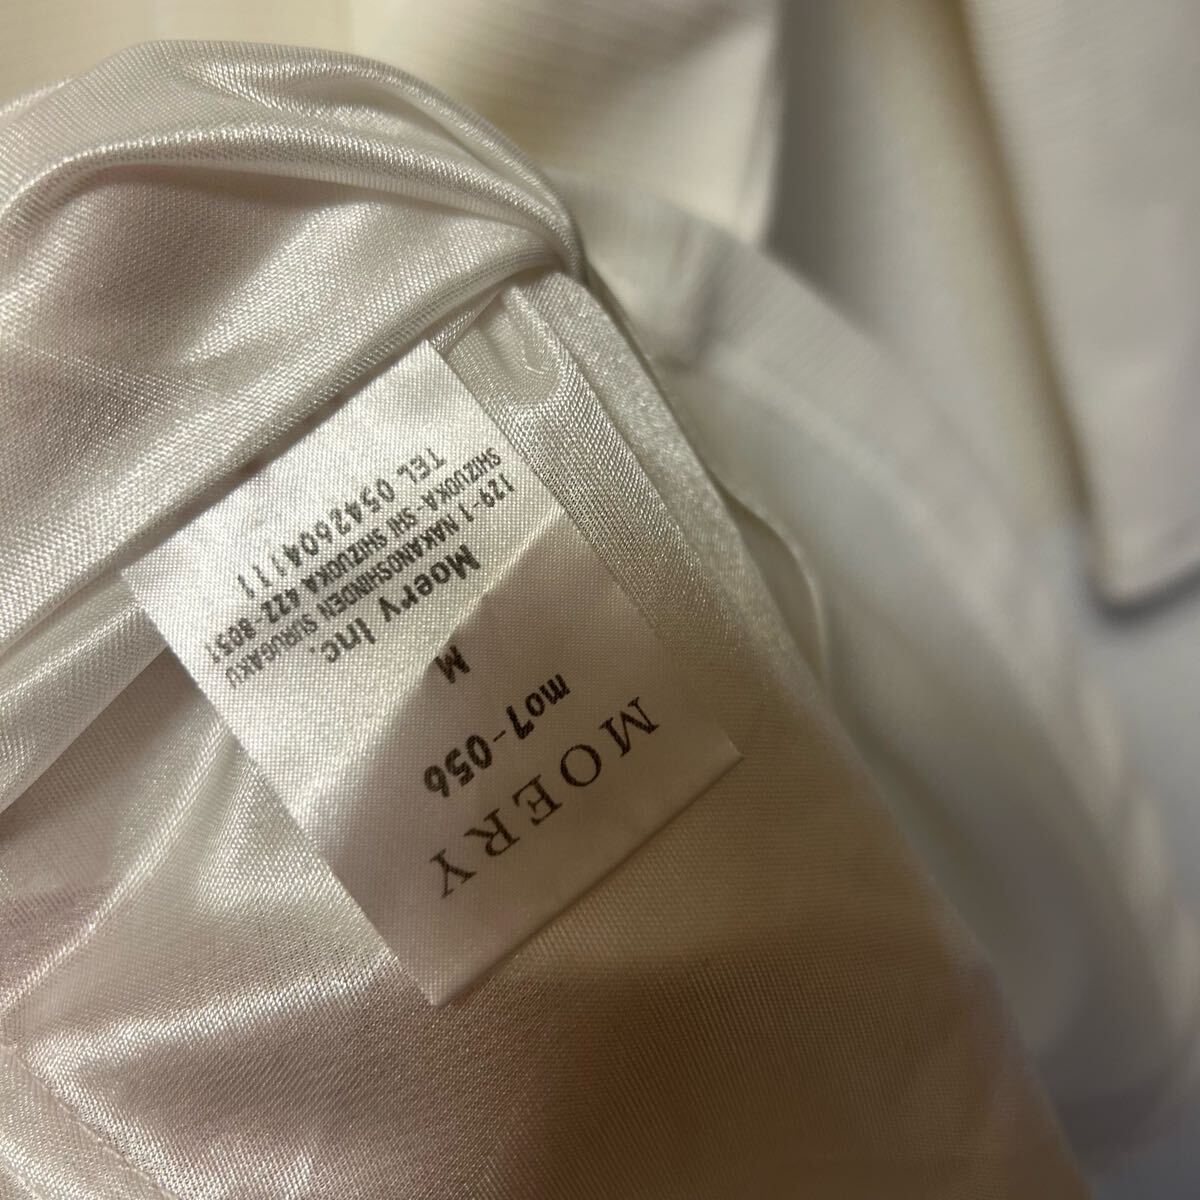 MOERY
mo7-056
M
Moery Inc.
129-1 NAKANOSHINDEN SURUGAKU
SHIZUOKA-SHI SHIZUOKA 422-8051
TEL 0542604111